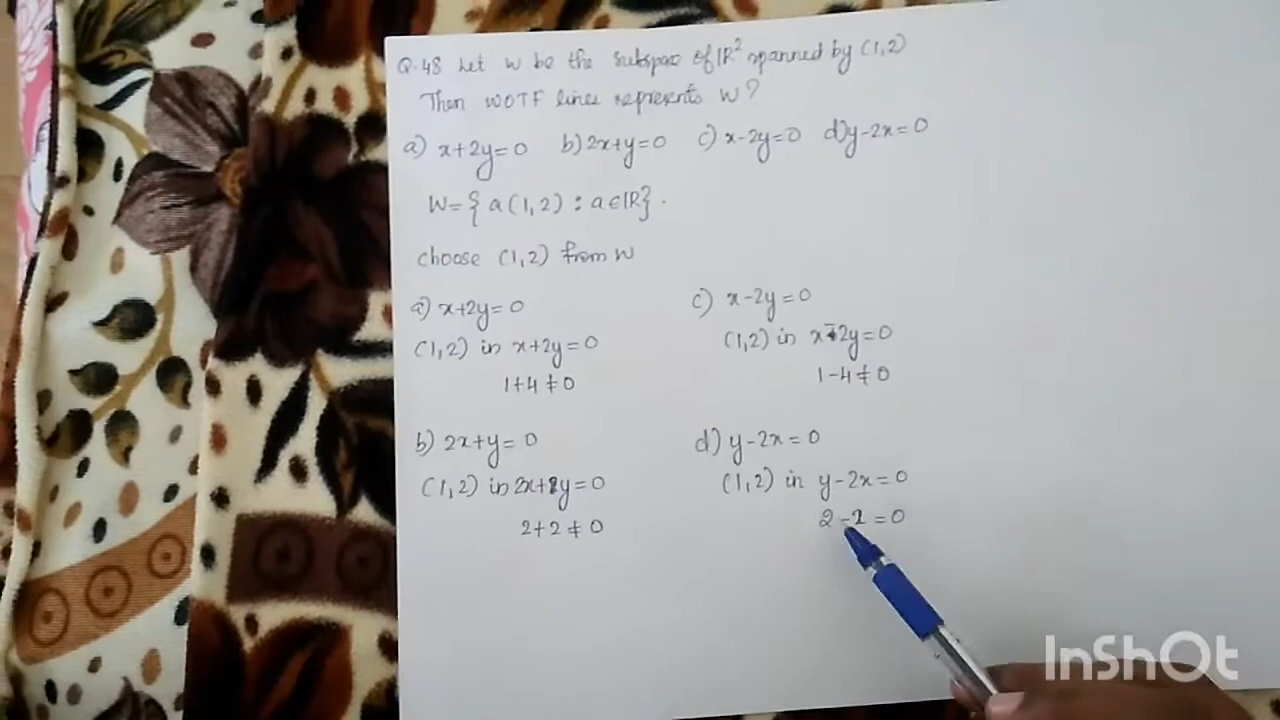 Q.48 Let W be the subspace of IR² spanned by (1,2)
Then WOTF lines represents W?
a) x+2y=0 b) 2x+y=0 c) x-2y=0 d) y-2x=0
W={ a(1,2) : a∈IR}.
choose (1,2) from W
a) x+2y=0
(1,2) in x+2y=0
1+4≠0
b) 2x+y=0
(1,2) in 2x+y=0
2+2≠0
c) x-2y=0
(1,2) in x-2y=0
1-4≠0
d) y-2x=0
(1,2) in y-2x=0
2-2=0
InShOt